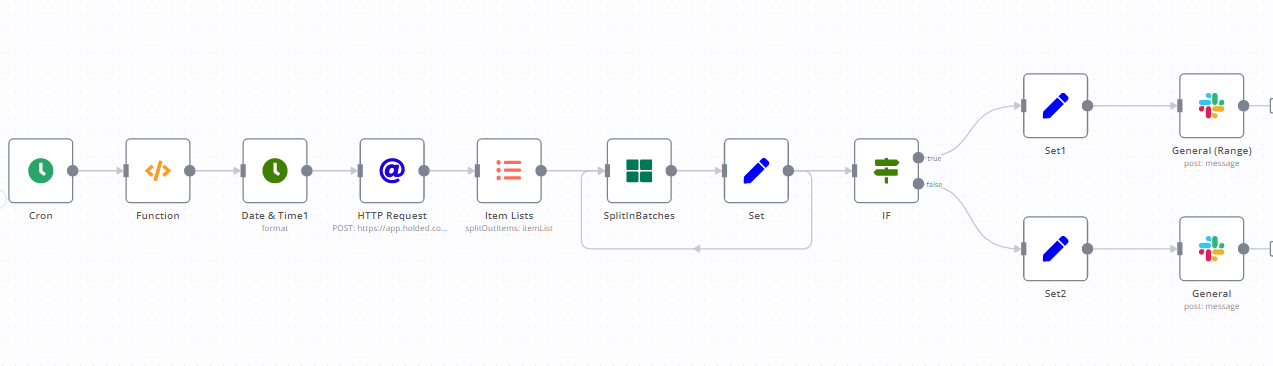 Cron
Function
Date & Time1
format
HTTP Request
POST: https://app.holded.co...
Item Lists
splitOutItems: itemList
SplitInBatches
Set
IF
true
false
Set1
General (Range)
post: message
Set2
General
post: message